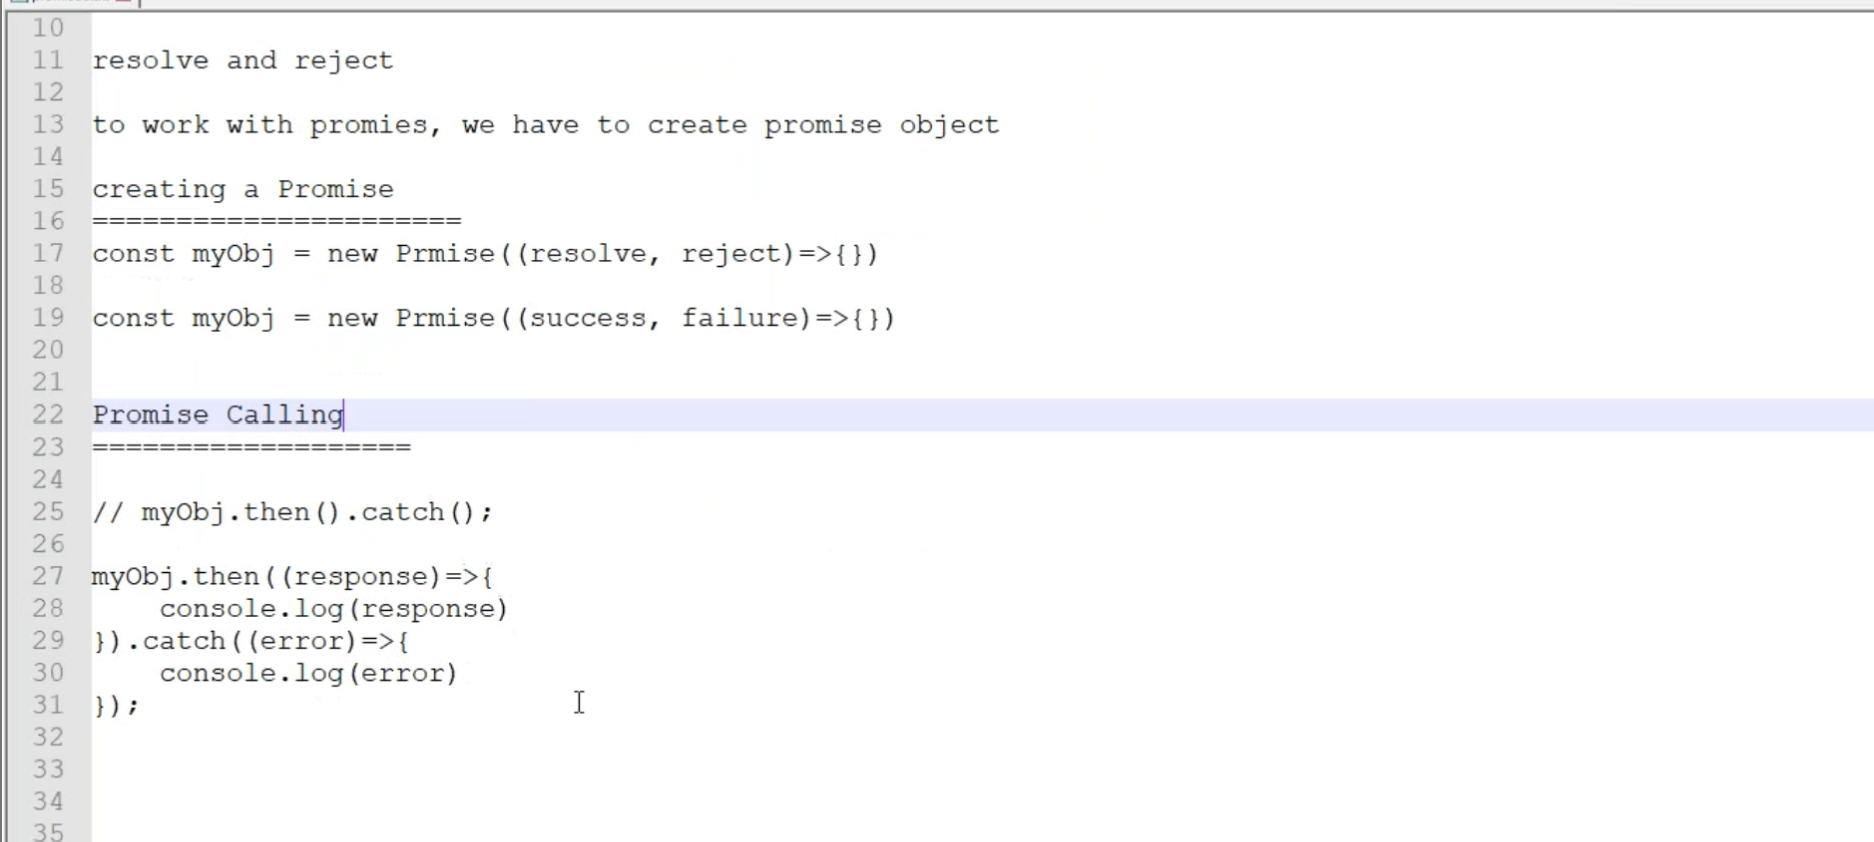 10
11 resolve and reject
12
13 to work with promies, we have to create promise object
14
15 creating a Promise
16 ======================
17 const myObj = new Prmise((resolve, reject)=>{})
18
19 const myObj = new Prmise((success, failure)=>{})
20
21
22 Promise Calling
23 ===================
24
25 // myObj.then().catch();
26
27 myObj.then((response)=>{
28     console.log(response)
29 }).catch((error)=>{
30     console.log(error)
31 });
32
33
34
35